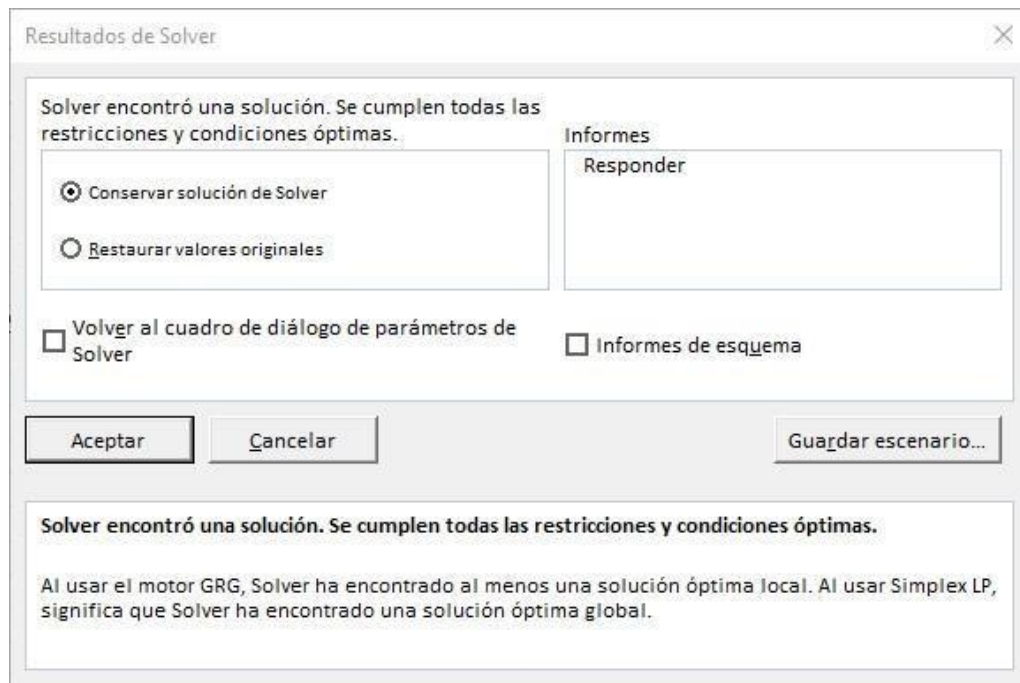 Resultados de Solver
Solver encontró una solución. Se cumplen todas las
restricciones y condiciones óptimas.
Conservar solución de Solver
Restaurar valores originales
Informes
Responder
Volver al cuadro de diálogo de parámetros de
Solver
Informes de esquema
Aceptar
Cancelar
Guardar escenario...
Solver encontró una solución. Se cumplen todas las restricciones y condiciones óptimas.
Al usar el motor GRG, Solver ha encontrado al menos una solución óptima local. Al usar Simplex LP,
significa que Solver ha encontrado una solución óptima global.